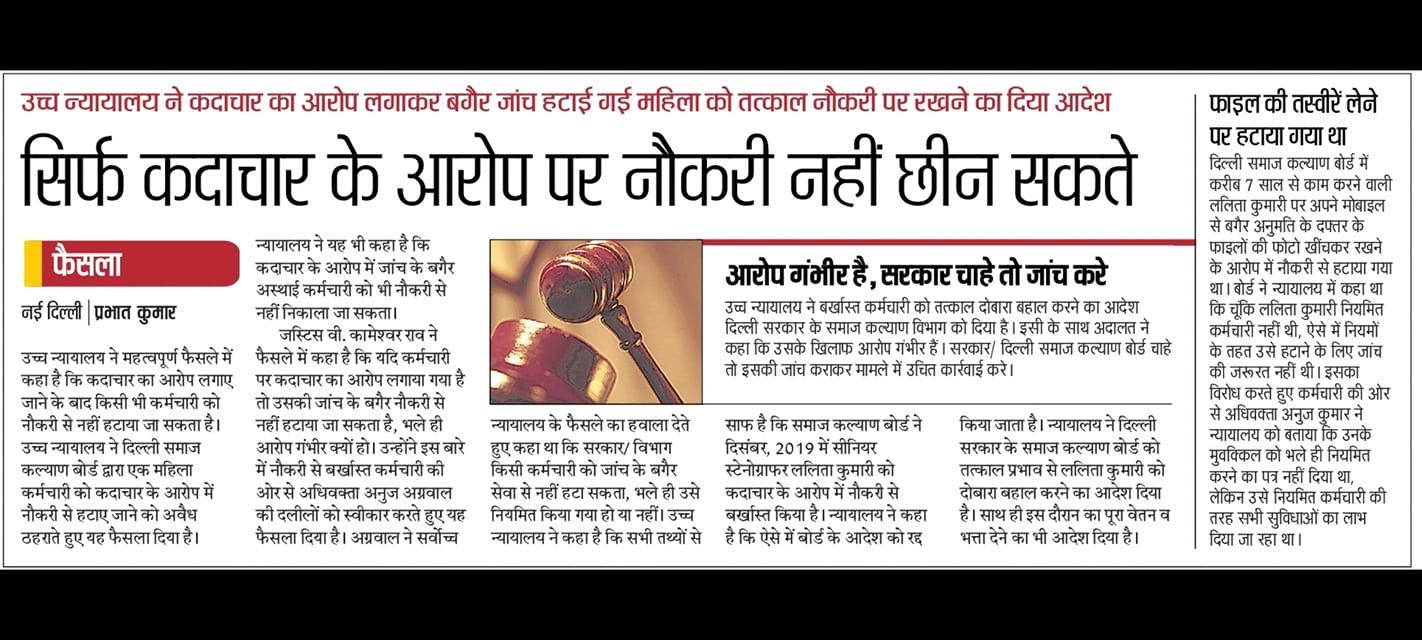 उच्च न्यायालय ने कदाचार का आरोप लगाकर बगैर जांच हटाई गई महिला को तत्काल नौकरी पर रखने का दिया आदेश
सिर्फ कदाचार के आरोप पर नौकरी नहीं छीन सकते
फैसला
नई दिल्ली | प्रभात कुमार
उच्च न्यायालय ने महत्वपूर्ण फैसले में
कहा है कि कदाचार का आरोप लगाए
जाने के बाद किसी भी कर्मचारी को
नौकरी से नहीं हटाया जा सकता है।
उच्च न्यायालय ने दिल्ली समाज
कल्याण बोर्ड द्वारा एक महिला
कर्मचारी को कदाचार के आरोप में
नौकरी से हटाए जाने को अवैध
ठहराते हुए यह फैसला दिया है।
न्यायालय ने यह भी कहा है कि
कदाचार के आरोप में जांच के बगैर
अस्थाई कर्मचारी को भी नौकरी से
नहीं निकाला जा सकता।
जस्टिस वी. कामेश्वर राव ने
फैसले में कहा है कि यदि कर्मचारी
पर कदाचार का आरोप लगाया गया है
तो उसकी जांच के बगैर नौकरी से
नहीं हटाया जा सकता है, भले ही
आरोप गंभीर क्यों हो। उन्होंने इस बारे
में नौकरी से बर्खास्त कर्मचारी की
ओर से अधिवक्ता अनुज अग्रवाल
की दलीलों को स्वीकार करते हुए यह
फैसला दिया है। अग्रवाल ने सर्वोच्च
न्यायालय के फैसले का हवाला देते
हुए कहा था कि सरकार/ विभाग
किसी कर्मचारी को जांच के बगैर
सेवा से नहीं हटा सकता, भले ही उसे
नियमित किया गया हो या नहीं। उच्च
न्यायालय ने कहा है कि सभी तथ्यों से
साफ है कि समाज कल्याण बोर्ड ने
दिसंबर, 2019 में सीनियर
स्टेनोग्राफर ललिता कुमारी को
कदाचार के आरोप में नौकरी से
बर्खास्त किया है। न्यायालय ने कहा
है कि ऐसे में बोर्ड के आदेश को रद्द
किया जाता है। न्यायालय ने दिल्ली
सरकार के समाज कल्याण बोर्ड को
तत्काल प्रभाव से ललिता कुमारी को
दोबारा बहाल करने का आदेश दिया
है। साथ ही इस दौरान का पूरा वेतन व
भत्ता देने का भी आदेश दिया है।
आरोप गंभीर है, सरकार चाहे तो जांच करे
उच्च न्यायालय ने बर्खास्त कर्मचारी को तत्काल दोबारा बहाल करने का आदेश
दिल्ली सरकार के समाज कल्याण विभाग को दिया है। इसी के साथ अदालत ने
कहा कि उसके खिलाफ आरोप गंभीर हैं। सरकार/ दिल्ली समाज कल्याण बोर्ड चाहे
तो इसकी जांच कराकर मामले में उचित कार्रवाई करे।
फाइल की तस्वीरें लेने
पर हटाया गया था
दिल्ली समाज कल्याण बोर्ड में
करीब 7 साल से काम करने वाली
ललिता कुमारी पर अपने मोबाइल
से बगैर अनुमति के दफ्तर के
फाइलों की फोटो खींचकर रखने
के आरोप में नौकरी से हटाया गया
था। बोर्ड ने न्यायालय में कहा था
कि चूंकि ललिता कुमारी नियमित
कर्मचारी नहीं थी, ऐसे में नियमों
के तहत उसे हटाने के लिए जांच
की जरूरत नहीं थी। इसका
विरोध करते हुए कर्मचारी की ओर
से अधिवक्ता अनुज कुमार ने
न्यायालय को बताया कि उनके
मुवक्किल को भले ही नियमित
करने का पत्र नहीं दिया था,
लेकिन उसे नियमित कर्मचारी की
तरह सभी सुविधाओं का लाभ
दिया जा रहा था।